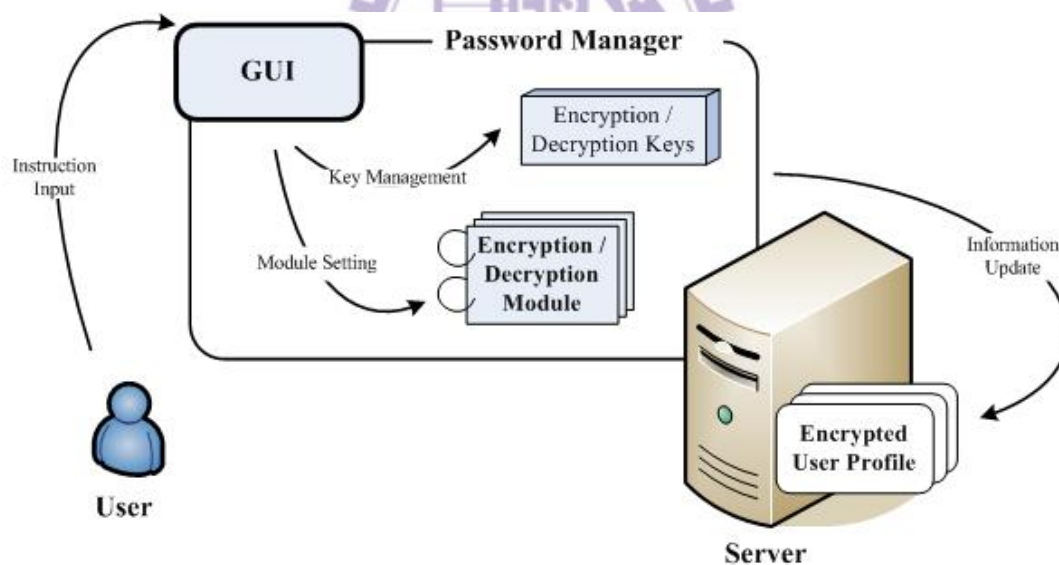 Password Manager
GUI
Encryption /
Decryption Keys
Instruction
Input
Key Management
Information
Update
Module Setting
Encryption /
Decryption
Module
Encrypted
User Profile
User
Server